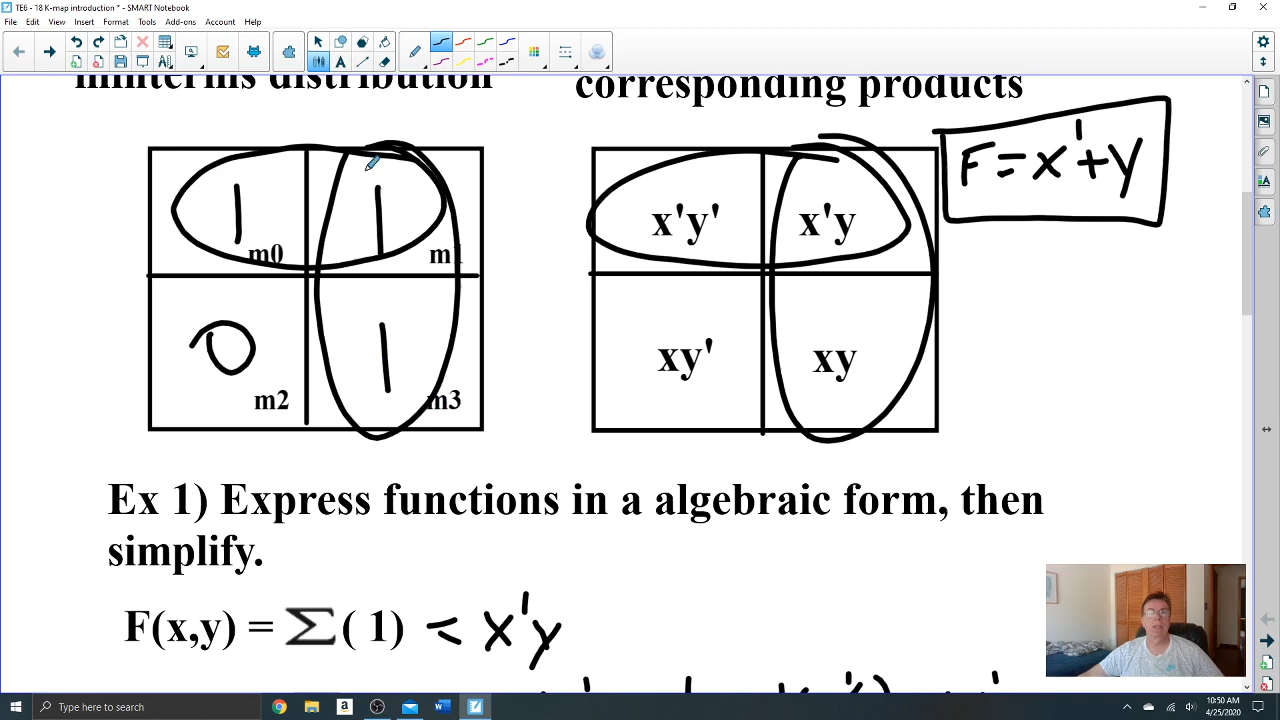 TE6 - 18 K-map introduction * - SMART Notebook
File Edit View Insert Format Tools Add-ons Account Help
minterms distribution
corresponding products
1 m0 1 m1
0 m2 1 m3
x'y' x'y
xy' xy
F = x' + y
Ex 1) Express functions in a algebraic form, then
simplify.
F(x,y) = Σ( 1) = x'y
Type here to search
10:50 AM
4/25/2020